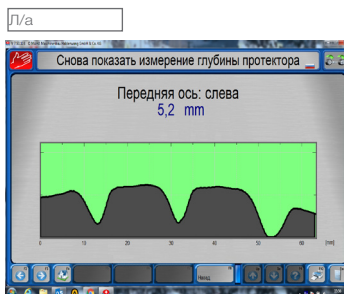 Л/а
Снова показать измерение глубины протектора
Передняя ось: слева
5,2 mm
0 10 20 30 40 50 60 [mm]
Назад